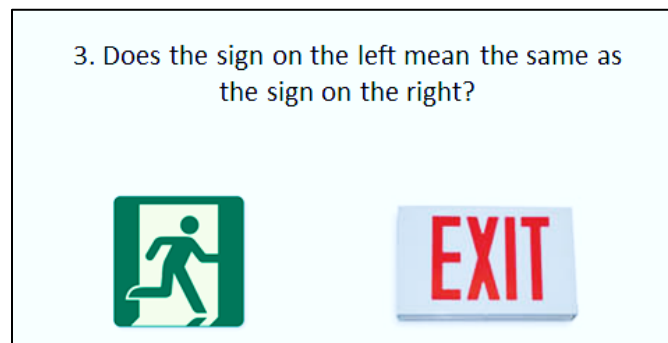 3. Does the sign on the left mean the same as
the sign on the right?
EXIT